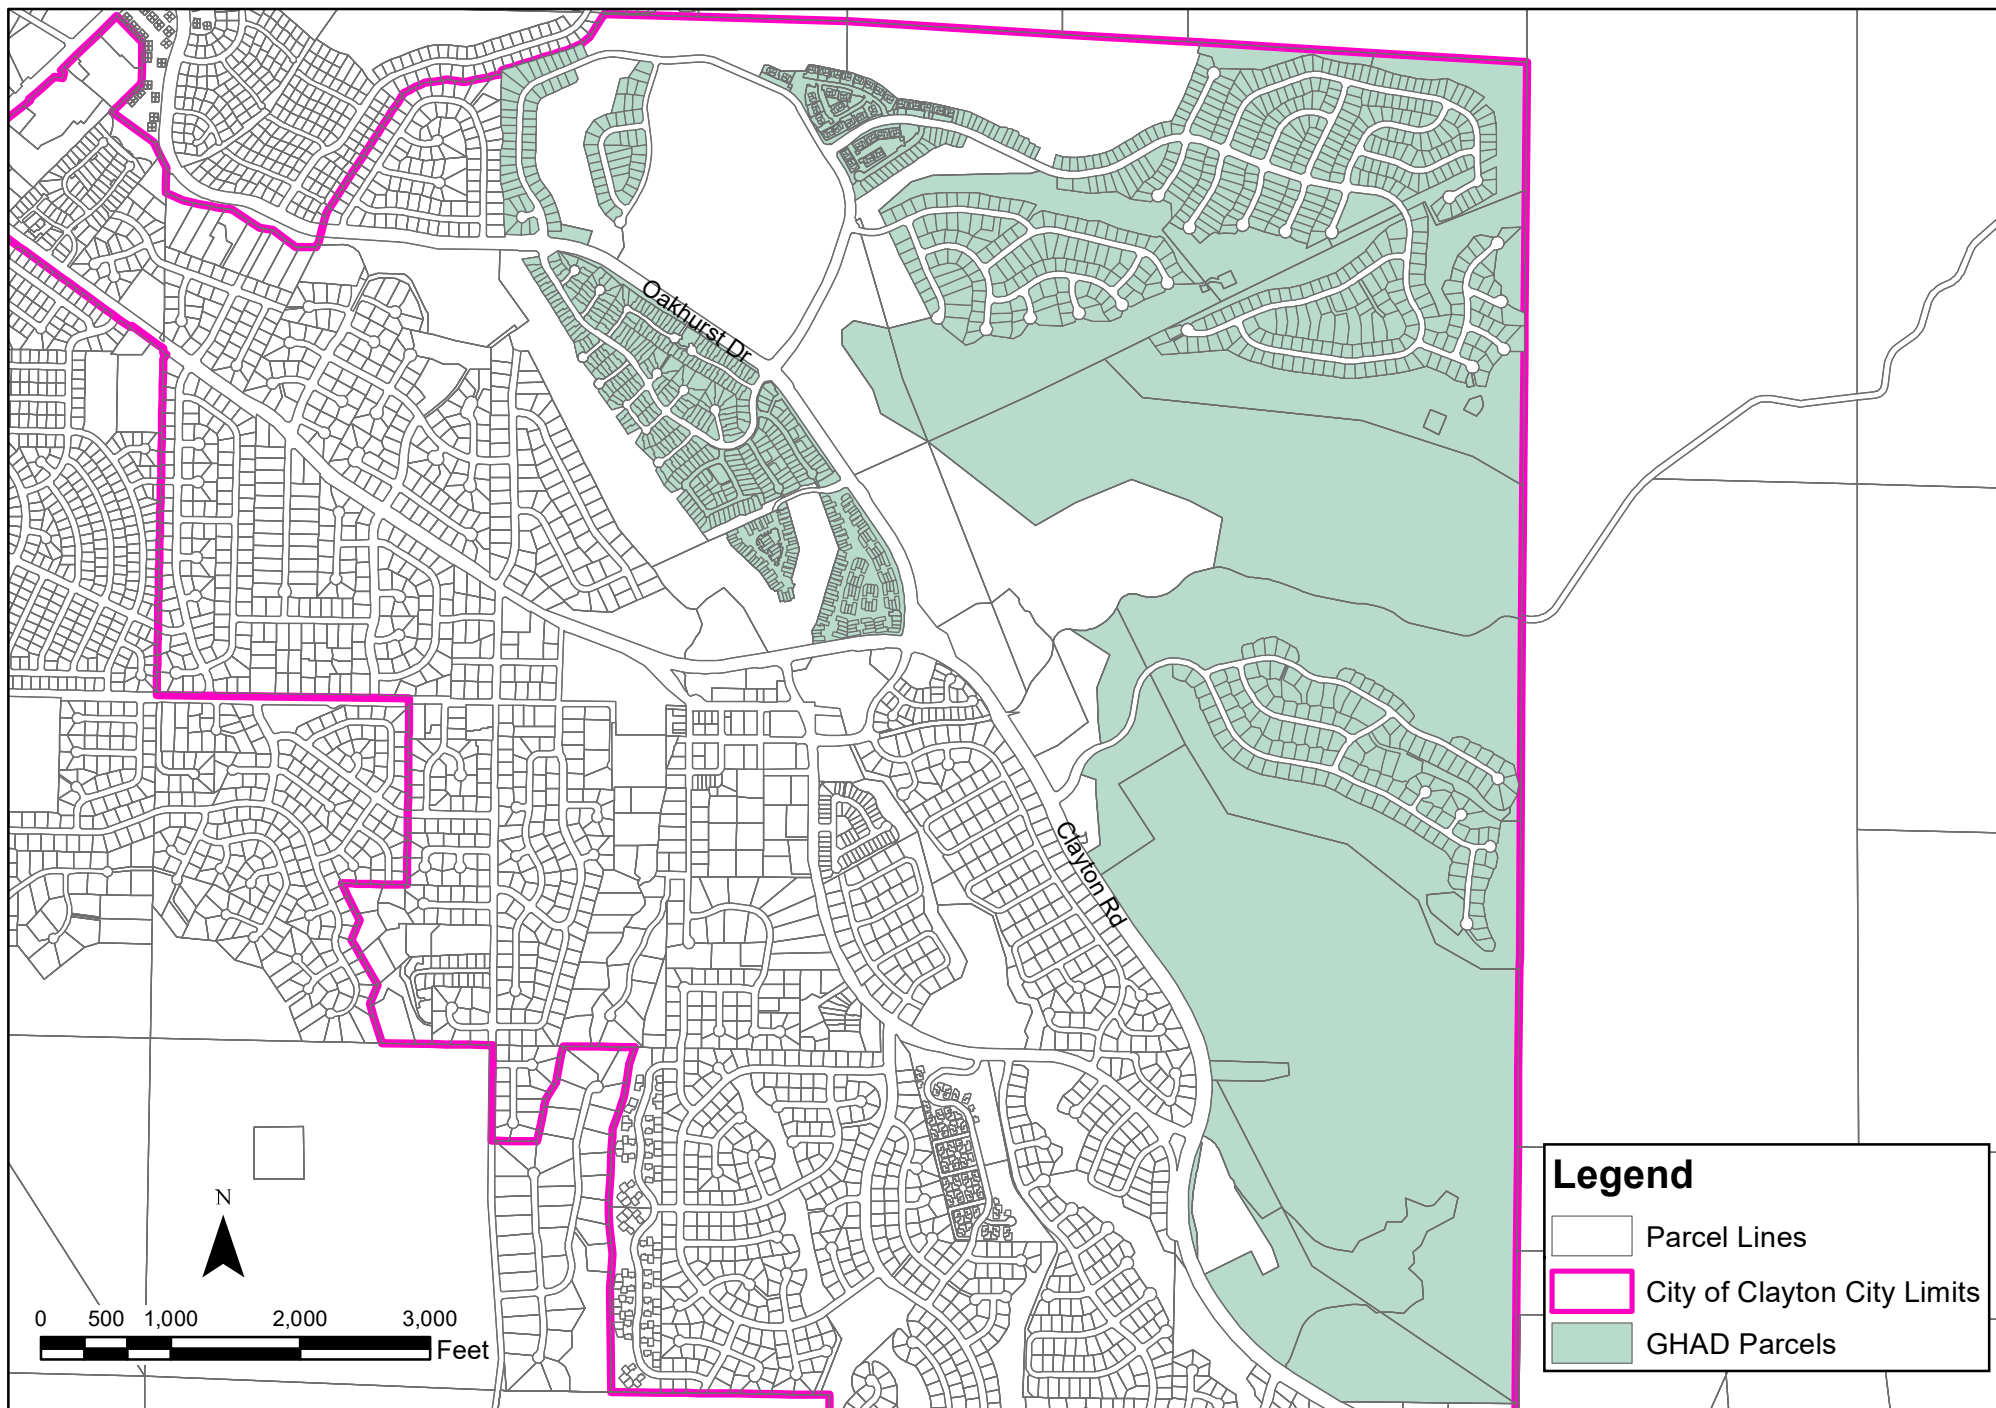 Oakhurst Dr
Clayton Rd
N
0 500 1,000 2,000 3,000
Feet
Legend
Parcel Lines
City of Clayton City Limits
GHAD Parcels